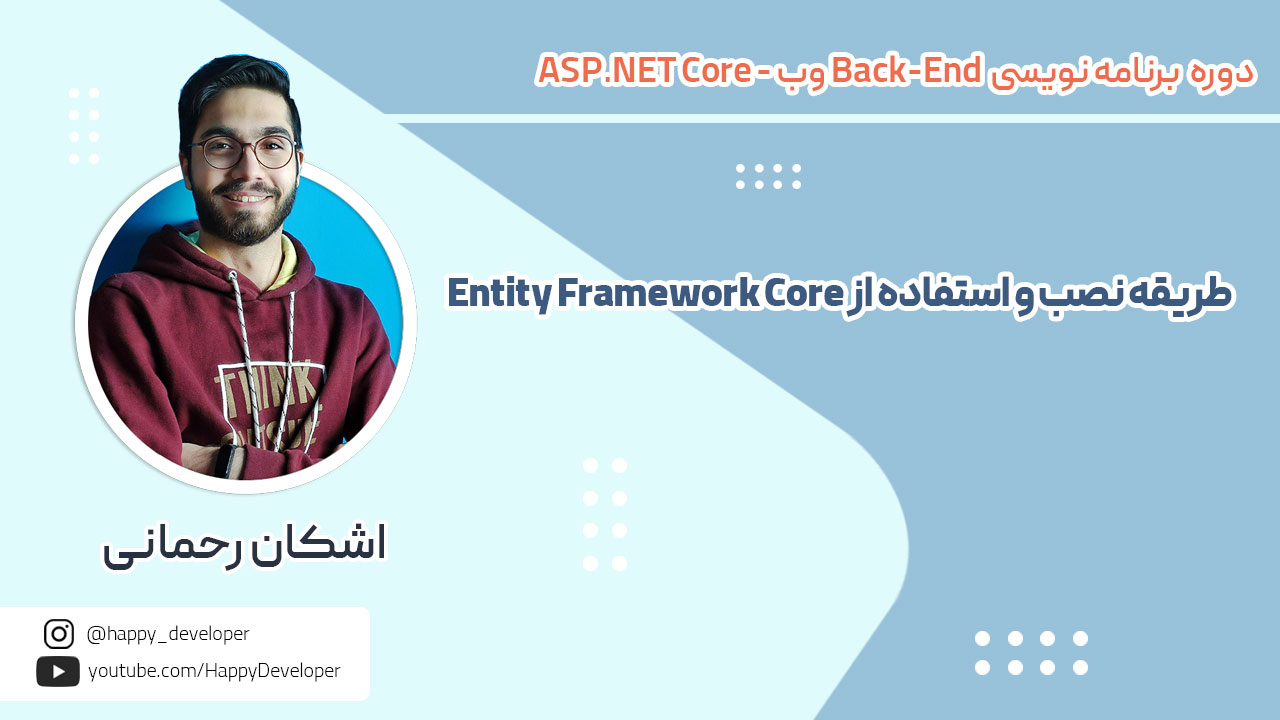 دوره برنامه نویسی Back-End وب - ASP.NET Core
طریقه نصب و استفاده از Entity Framework Core
THINK
اشکان رحمانی
@happy_developer
youtube.com/HappyDeveloper